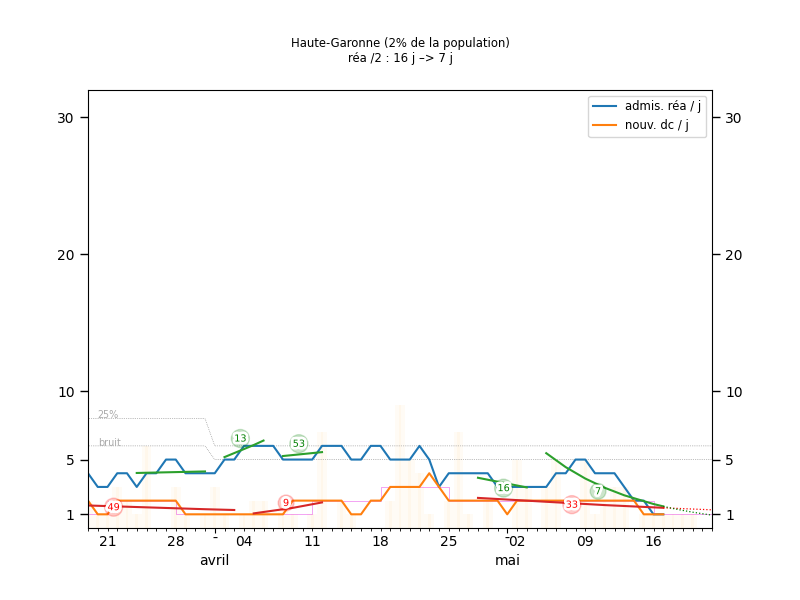 Haute-Garonne (2% de la population)
réa /2 : 16 j –> 7 j
admis. réa / j
nouv. dc / j
30 30
20 20
10 10
25%
bruit
13 53
5 5
16 7
49 9 33
1 1
21 28 - 04 11 18 25 - 02 09 16
avril mai